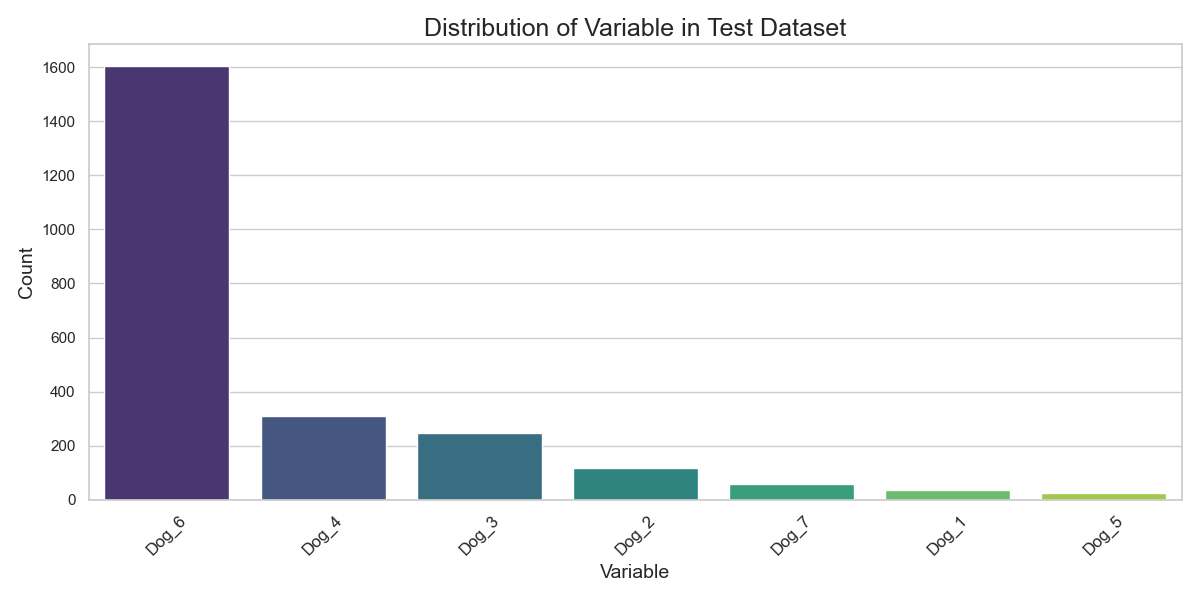 Distribution of Variable in Test Dataset
Count
1600
1400
1200
1000
800
600
400
200
0
Dog_6
Dog_4
Dog_3
Dog_2
Dog_7
Dog_1
Dog_5
Variable